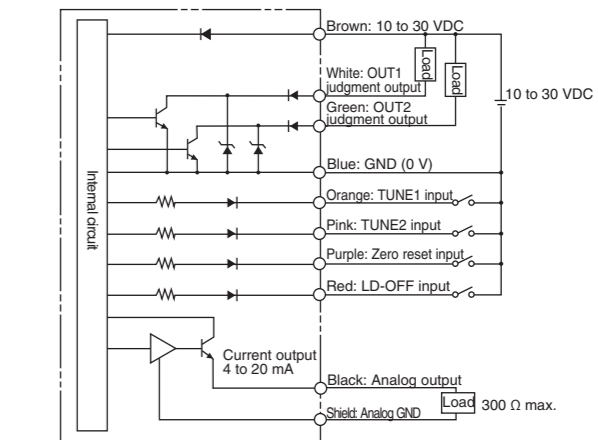 Brown: 10 to 30 VDC
Load
Load
White: OUT1
judgment output
10 to 30 VDC
Green: OUT2
judgment output
Blue: GND (0 V)
Internal circuit
Orange: TUNE1 input
Pink: TUNE2 input
Purple: Zero reset input
Red: LD-OFF input
Current output
4 to 20 mA
Black: Analog output
Load
300 Ω max.
Shield: Analog GND